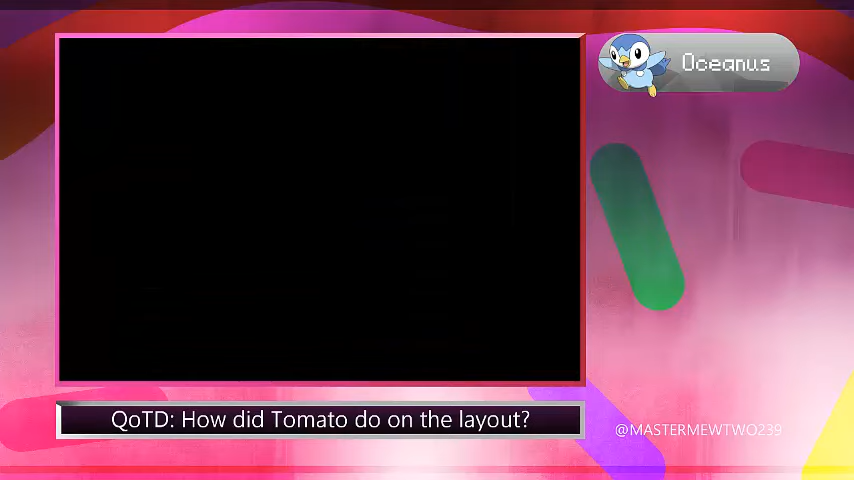 Oceanus
QoTD: How did Tomato do on the layout?
@MASTERMEWTWO239